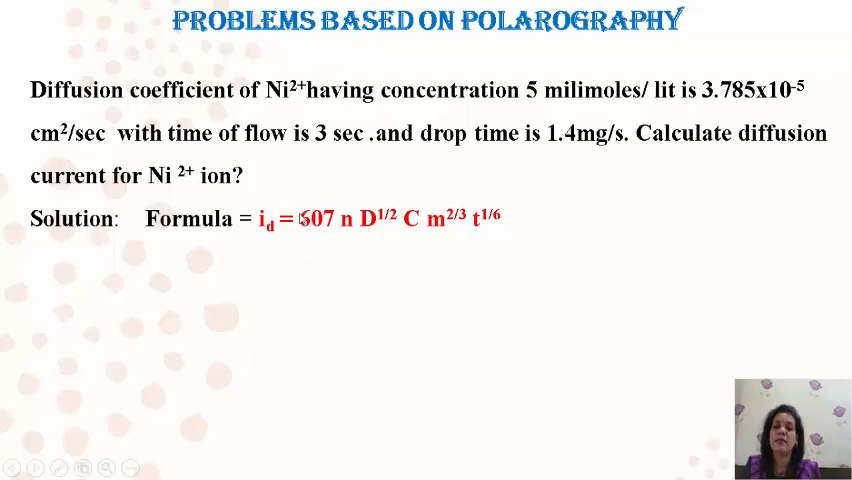 PROBLEMS BASED ON POLAROGRAPHY
Diffusion coefficient of Ni²⁺having concentration 5 milimoles/ lit is 3.785x10⁻⁵
cm²/sec with time of flow is 3 sec .and drop time is 1.4mg/s. Calculate diffusion
current for Ni ²⁺ ion?
Solution: Formula = i_d = 607 n D¹/² C m²/³ t¹/⁶